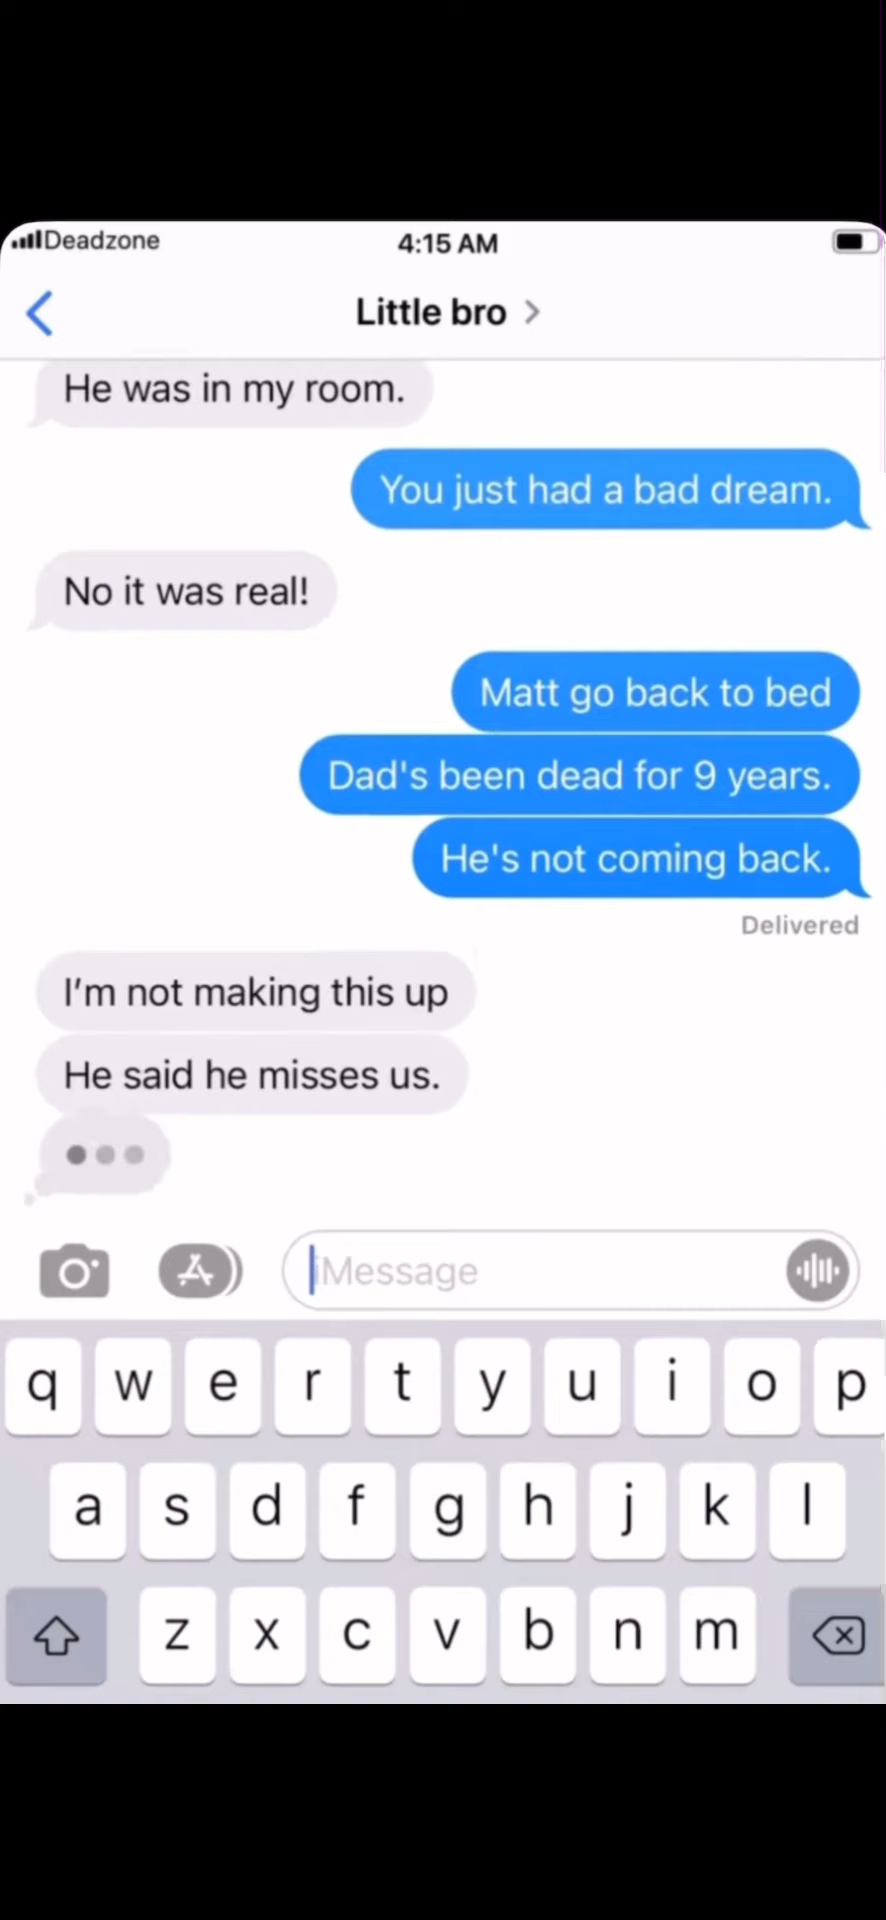 Deadzone 4:15 AM
Little bro
He was in my room.
You just had a bad dream.
No it was real!
Matt go back to bed
Dad's been dead for 9 years.
He's not coming back.
Delivered
I'm not making this up
He said he misses us.
iMessage
q w e r t y u i o p
a s d f g h j k l
z x c v b n m